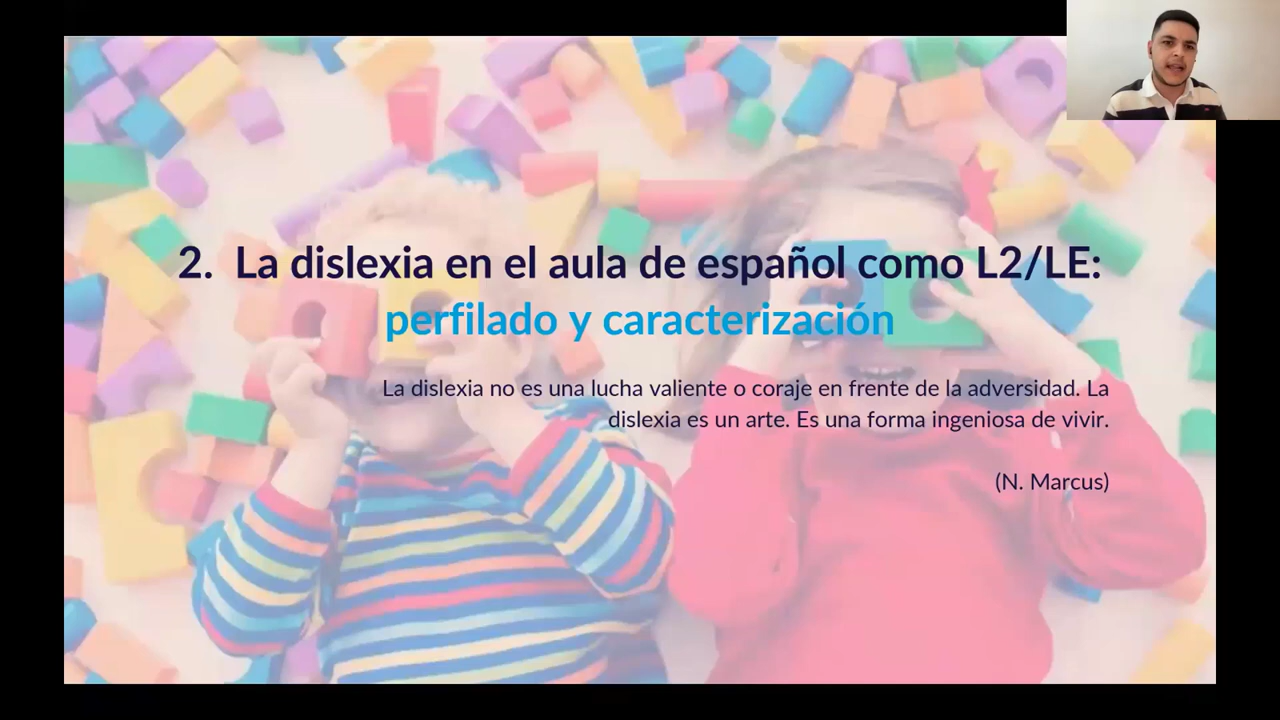 2. La dislexia en el aula de español como L2/LE:
perfilado y caracterización
La dislexia no es una lucha valiente o coraje en frente de la adversidad. La
dislexia es un arte. Es una forma ingeniosa de vivir.
(N. Marcus)